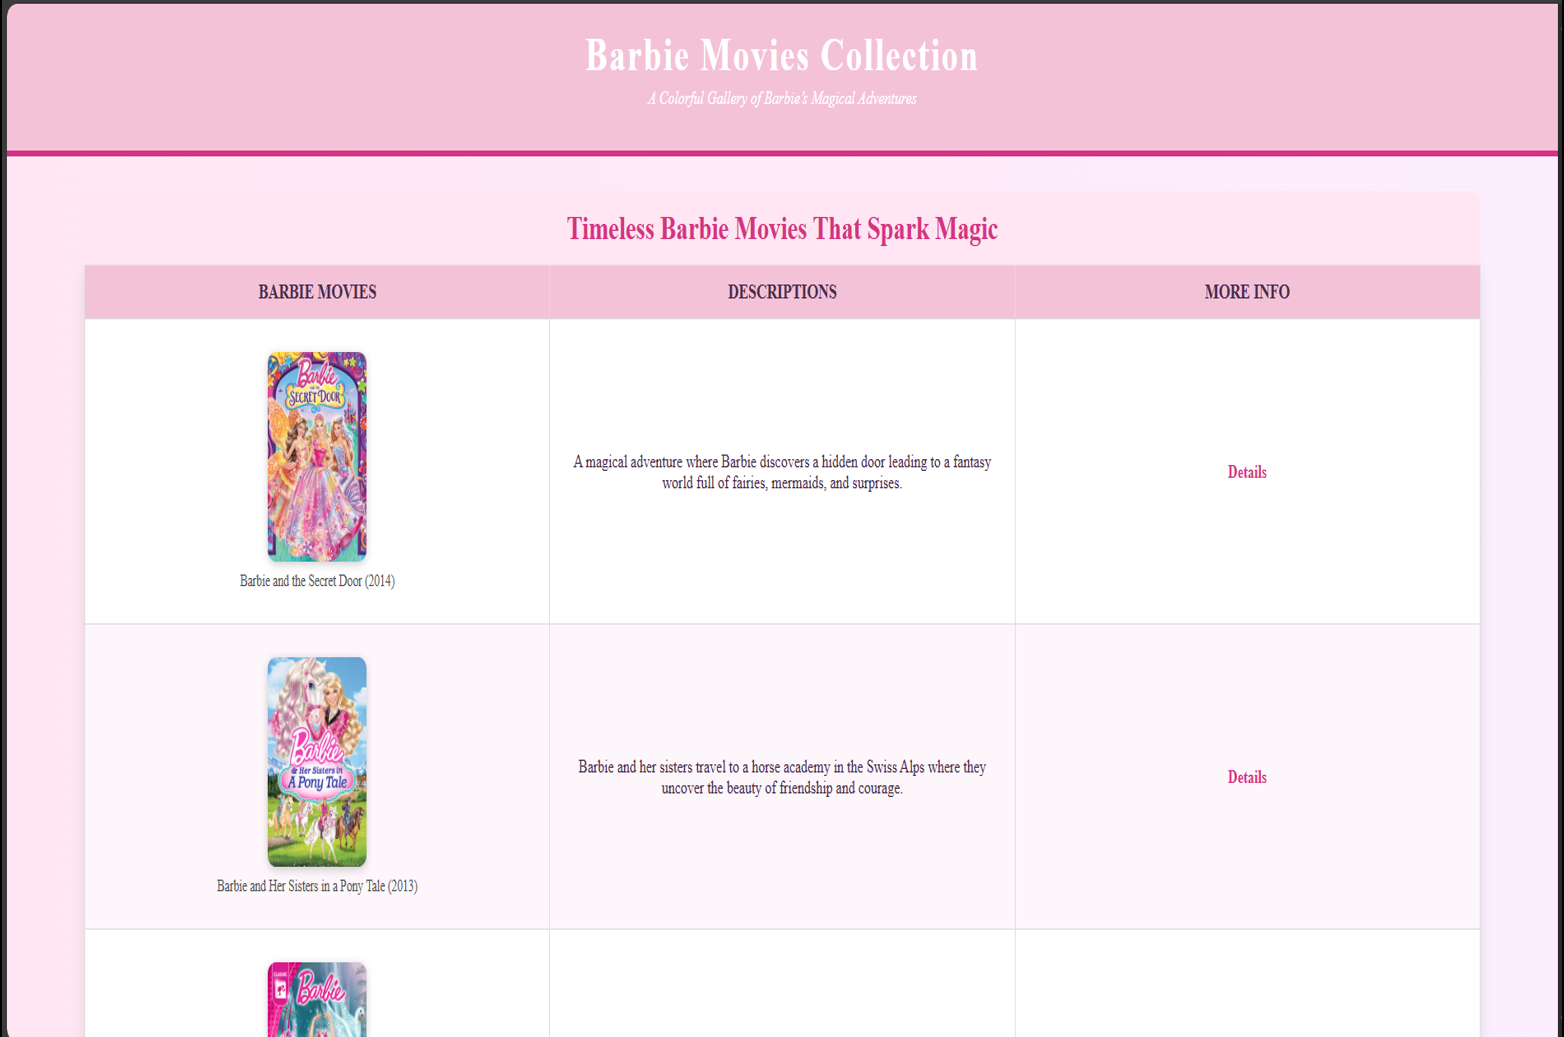 Barbie Movies Collection
A Colorful Gallery of Barbie's Magical Adventures
Timeless Barbie Movies That Spark Magic
BARBIE MOVIES
DESCRIPTIONS
MORE INFO
Barbie
AND THE
SECRET DOOR
Barbie and the Secret Door (2014)
A magical adventure where Barbie discovers a hidden door leading to a fantasy
world full of fairies, mermaids, and surprises.
Details
Barbie
& Her Sisters in
A Pony Tale
Barbie and Her Sisters in a Pony Tale (2013)
Barbie and her sisters travel to a horse academy in the Swiss Alps where they
uncover the beauty of friendship and courage.
Details
CLASSIC
Barbie